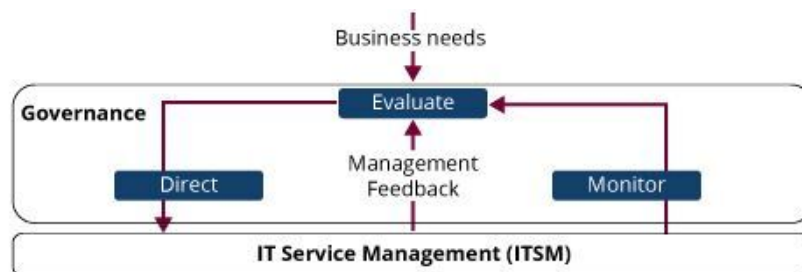 Business needs
Evaluate
Governance
Management
Feedback
Direct
Monitor
IT Service Management (ITSM)